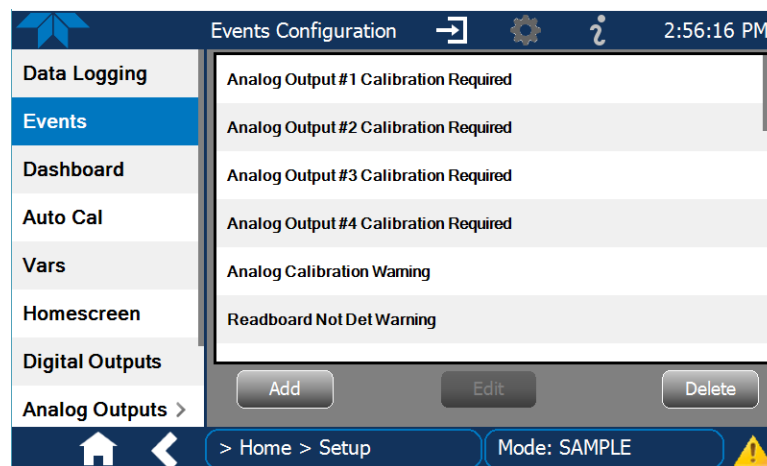 Events Configuration
2:56:16 PM
Data Logging
Events
Dashboard
Auto Cal
Vars
Homescreen
Digital Outputs
Analog Outputs >
Analog Output #1 Calibration Required
Analog Output #2 Calibration Required
Analog Output #3 Calibration Required
Analog Output #4 Calibration Required
Analog Calibration Warning
Readboard Not Det Warning
Add
Edit
Delete
> Home > Setup
Mode: SAMPLE